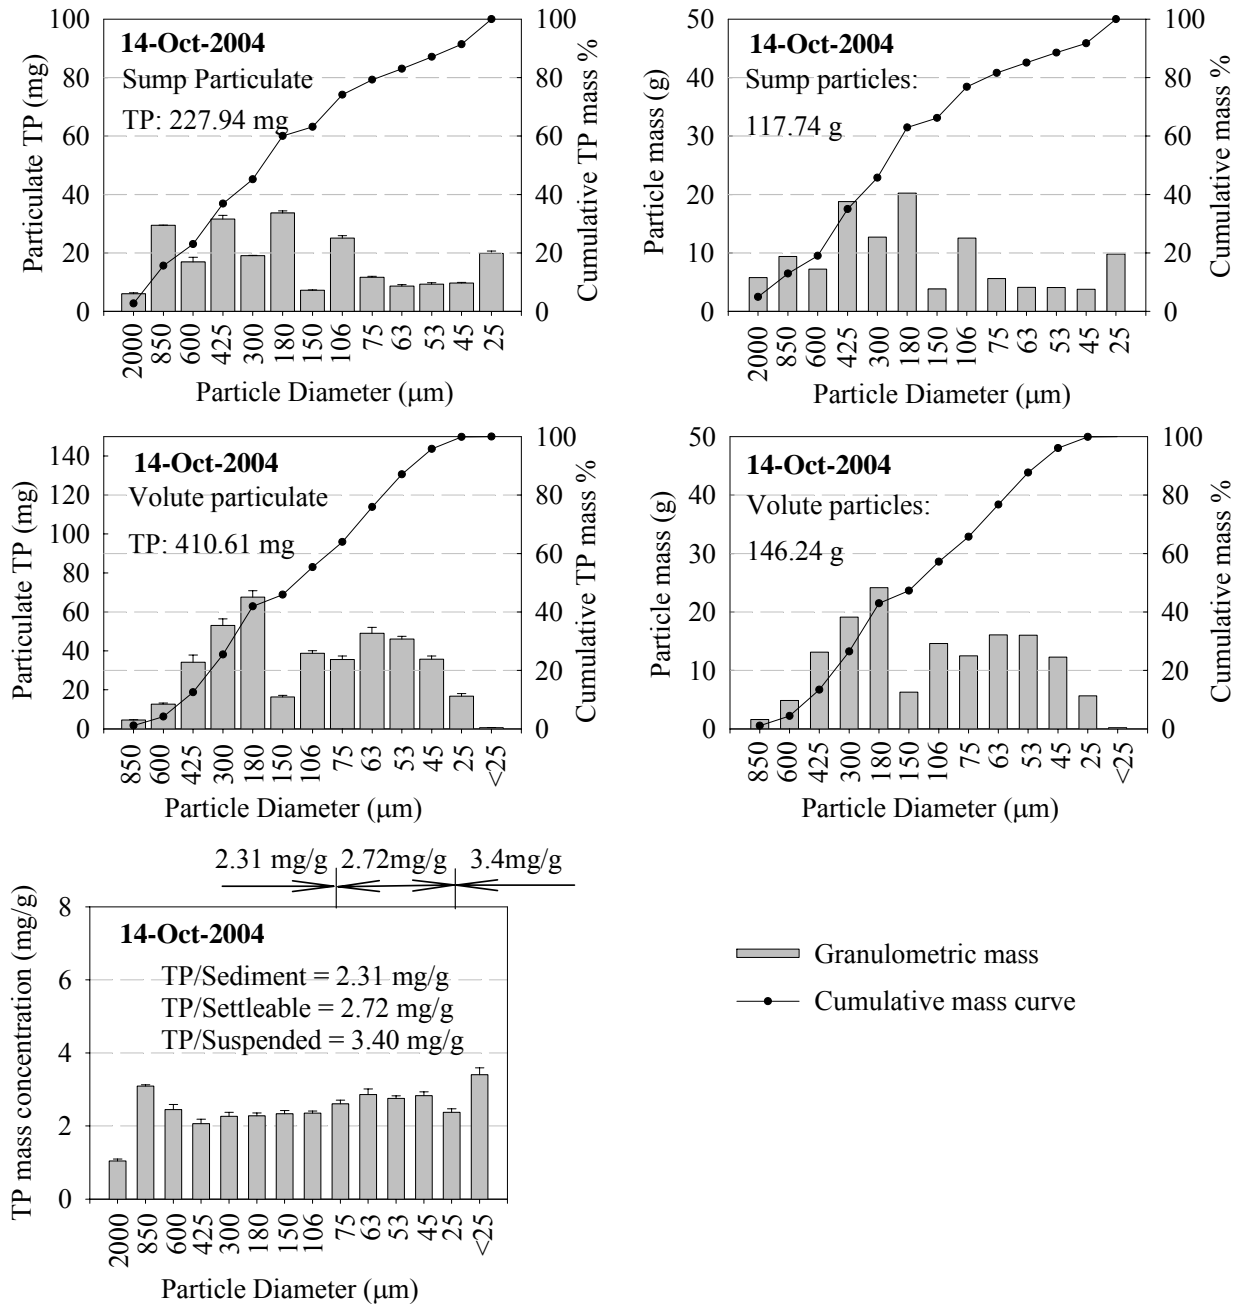 14-Oct-2004
Sump Particulate
TP: 227.94 mg
Particulate TP (mg)
100
80
60
40
20
0
Cumulative TP mass %
100
80
60
40
20
0
2000 850 600 425 300 180 150 106 75 63 53 45 25
Particle Diameter (μm)
14-Oct-2004
Sump particles:
117.74 g
Particle mass (g)
50
40
30
20
10
0
Cumulative mass %
100
80
60
40
20
0
2000 850 600 425 300 180 150 106 75 63 53 45 25
Particle Diameter (μm)
14-Oct-2004
Volute particulate
TP: 410.61 mg
Particulate TP (mg)
140
120
100
80
60
40
20
0
Cumulative TP mass %
100
80
60
40
20
0
850 600 425 300 180 150 106 75 63 53 45 25 <25
Particle Diameter (μm)
14-Oct-2004
Volute particles:
146.24 g
Particle mass (g)
50
40
30
20
10
0
Cumulative mass %
100
80
60
40
20
0
850 600 425 300 180 150 106 75 63 53 45 25 <25
Particle Diameter (μm)
2.31 mg/g 2.72mg/g 3.4mg/g
14-Oct-2004
TP/Sediment = 2.31 mg/g
TP/Settleable = 2.72 mg/g
TP/Suspended = 3.40 mg/g
TP mass concentration (mg/g)
8
6
4
2
0
2000 850 600 425 300 180 150 106 75 63 53 45 25 <25
Particle Diameter (μm)
Granulometric mass
Cumulative mass curve